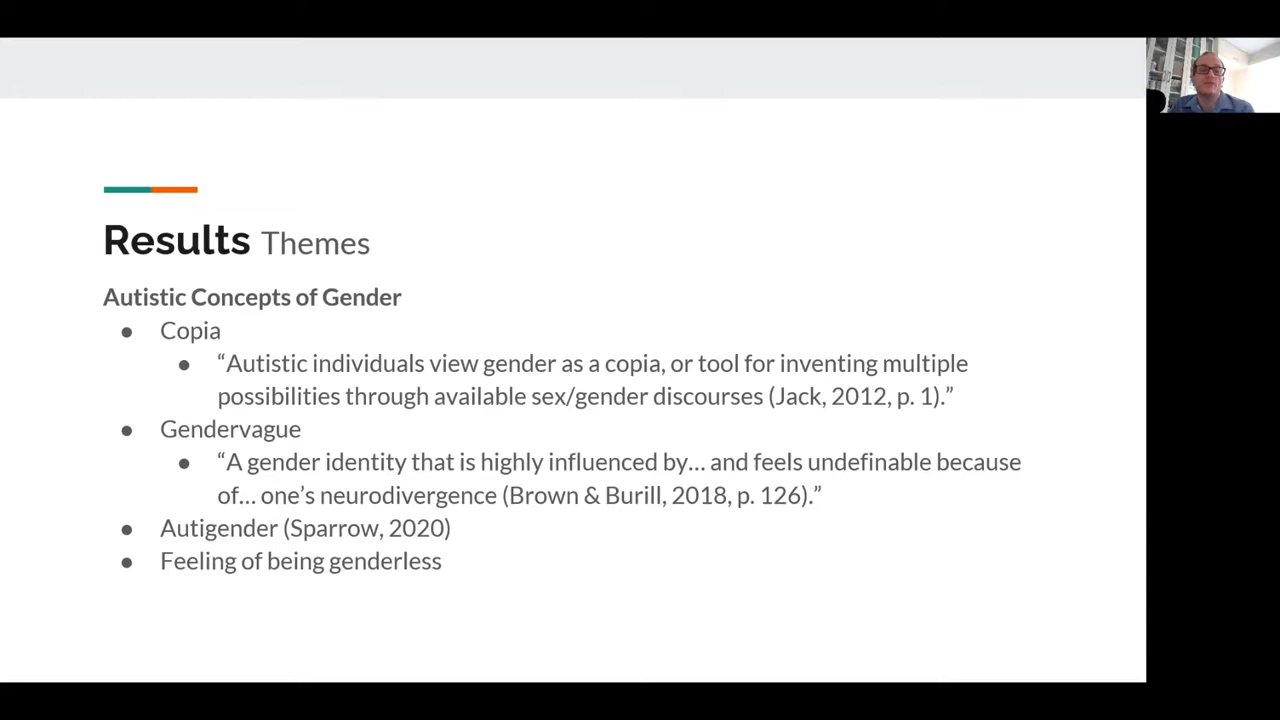 Results Themes
Autistic Concepts of Gender
● Copia
● “Autistic individuals view gender as a copia, or tool for inventing multiple
possibilities through available sex/gender discourses (Jack, 2012, p. 1).”
● Gendervague
● “A gender identity that is highly influenced by… and feels undefinable because
of… one’s neurodivergence (Brown & Burill, 2018, p. 126).”
● Autigender (Sparrow, 2020)
● Feeling of being genderless